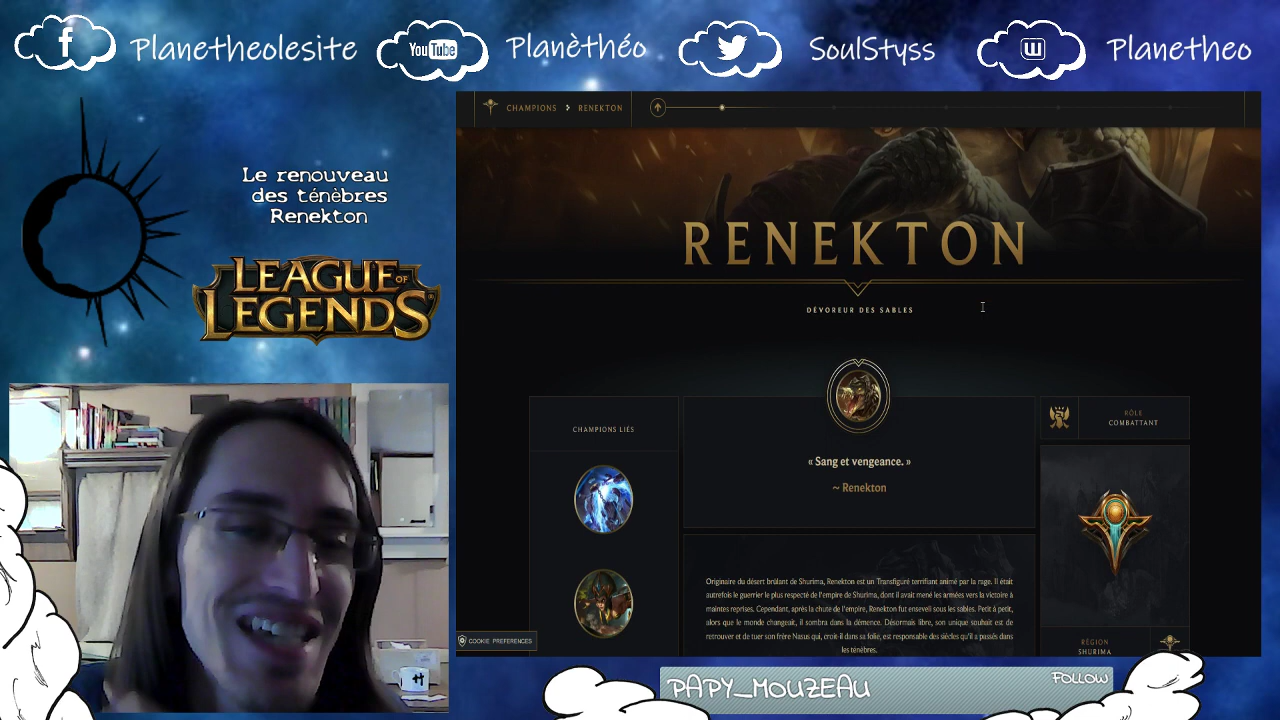 Planetheolesite
YouTube
Planèthéo
SoulStyss
Planetheo
CHAMPIONS > RENEKTON
Le renouveau
des ténèbres
Renekton
LEAGUE OF
LEGENDS
RENEKTON
DÉVOREUR DES SABLES
CHAMPIONS LIÉS
« Sang et vengeance. »
~ Renekton
RÔLE
COMBATTANT
Originaire du désert brûlant de Shurima, Renekton est un Transfiguré terrifiant animé par la rage. Il était
autrefois le guerrier le plus respecté de l'empire de Shurima, dont il avait mené les armées vers la victoire à
maintes reprises. Cependant, après la chute de l'empire, Renekton fut enseveli sous les sables. Petit à petit,
alors que le monde changeait, il sombra dans la démence. Désormais libre, son unique souhait est de
retrouver et de tuer son frère Nasus qui, croit-il dans sa folie, est responsable des siècles qu'il a passés dans
les ténèbres.
COOKIE PREFERENCES
RÉGION
SHURIMA
PAPY_MOUZEAU
FOLLOW